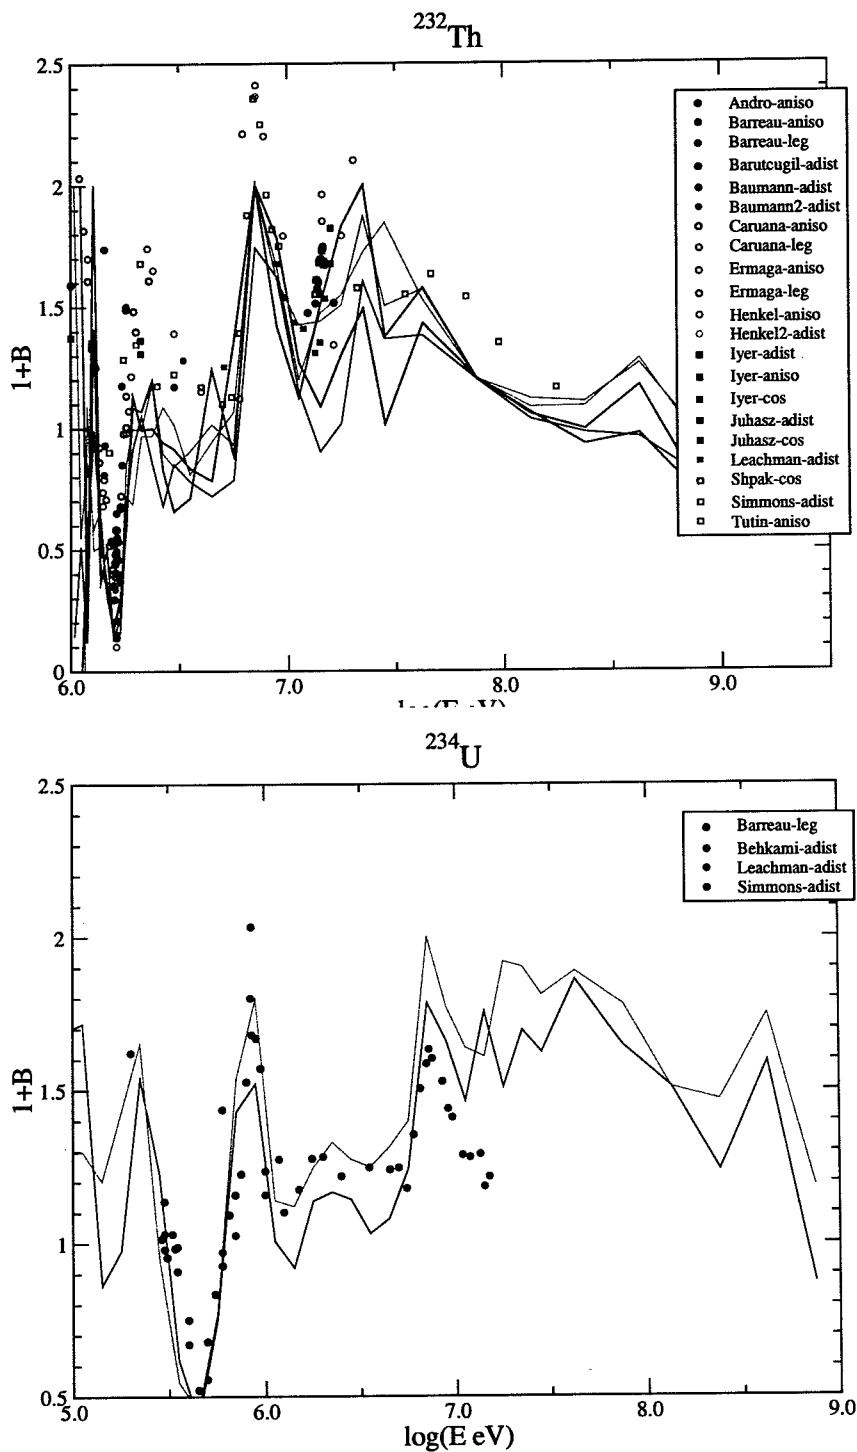 232Th
2.5
2
1.5
1
0.5
0
1+B
6.0 7.0 8.0 9.0
log(E eV)
Andro-aniso
Barreau-aniso
Barreau-leg
Barutcugil-adist
Baumann-adist
Baumann2-adist
Caruana-aniso
Caruana-leg
Ermaga-aniso
Ermaga-leg
Henkel-aniso
Henkel2-adist
Iyer-adist
Iyer-aniso
Iyer-cos
Juhasz-adist
Juhasz-cos
Leachman-adist
Shpak-cos
Simmons-adist
Tutin-aniso
234U
2.5
2
1.5
1
0.5
1+B
5.0 6.0 7.0 8.0 9.0
log(E eV)
Barreau-leg
Behkami-adist
Leachman-adist
Simmons-adist